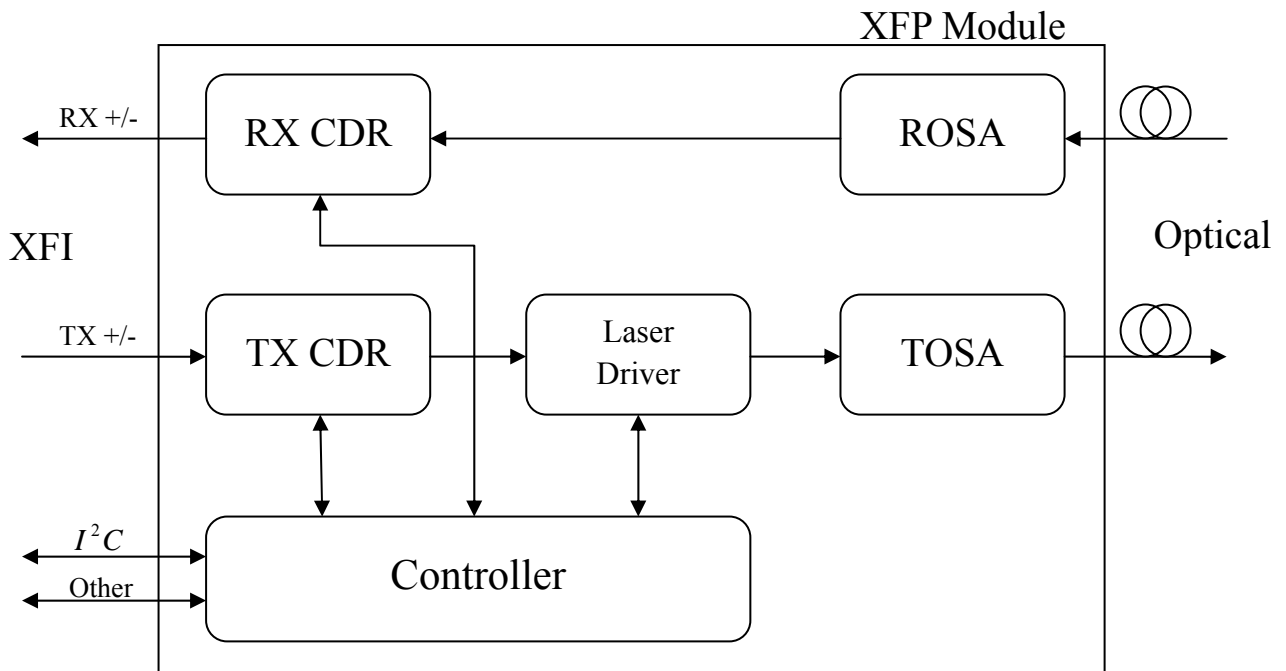 XFP Module
RX +/-
RX CDR
ROSA
XFI
Optical
TX +/-
TX CDR
Laser
Driver
TOSA
I²C
Other
Controller